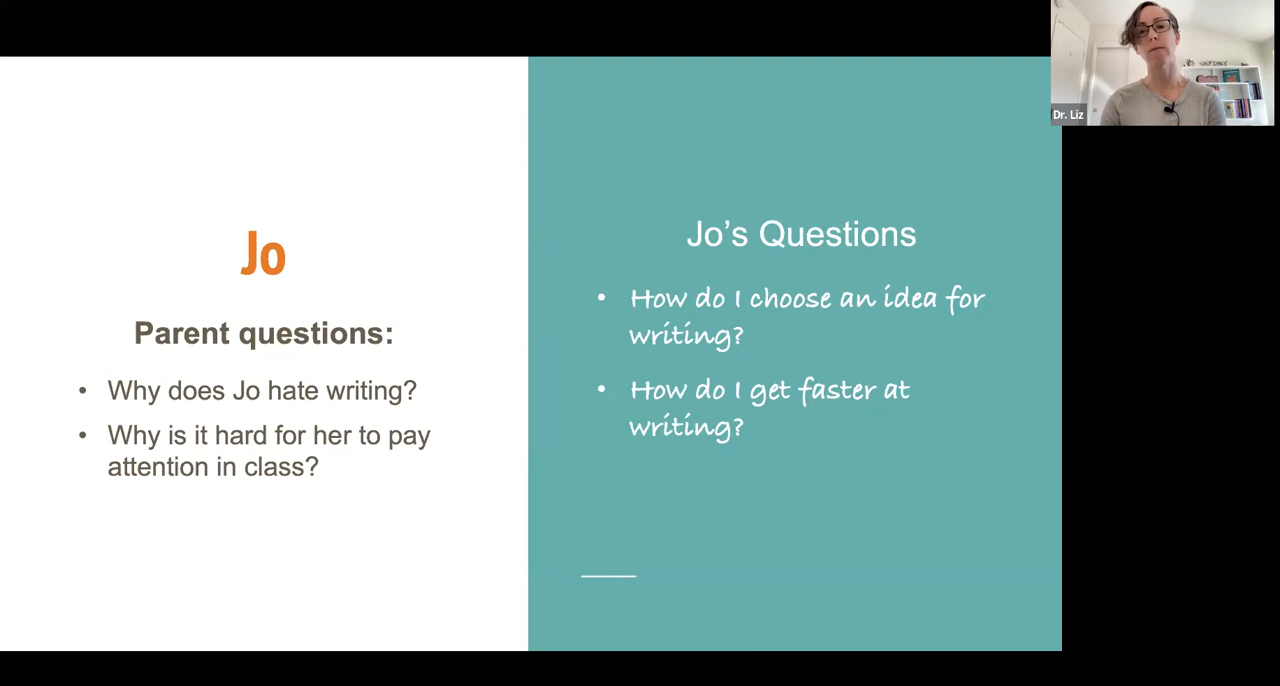 Dr. Liz
Jo
Parent questions:
• Why does Jo hate writing?
• Why is it hard for her to pay
attention in class?
Jo's Questions
• How do I choose an idea for
writing?
• How do I get faster at
writing?